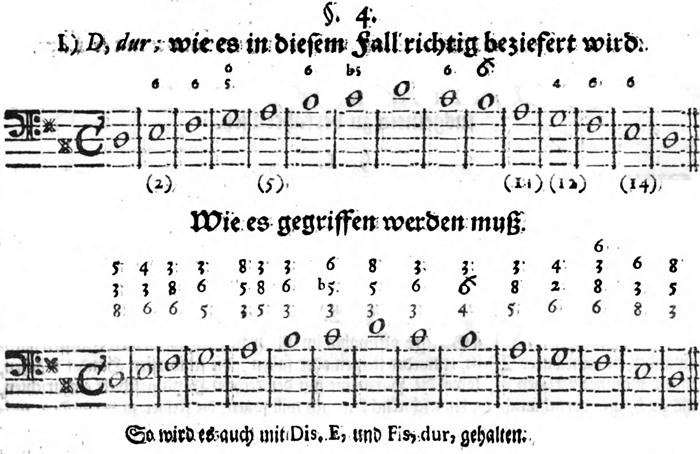 §. 4.
I.) D, dur, wie es in diesem Fall richtig beziefert wird.
6 6 6 b5 6 6
6 6 5 4 6 6
(2) (5) (11) (12) (14)
Wie es gegriffen werden muß.
6
5 4 3 3 8 3 3 6 8 3 3 3 4 3 6 8
3 3 8 6 5 8 6 b5 5 6 6 8 2 8 3 5
8 6 6 5 3 5 3 3 3 3 4 5 6 6 8 3
So wird es auch mit Dis, E, und Fis, dur, gehalten.